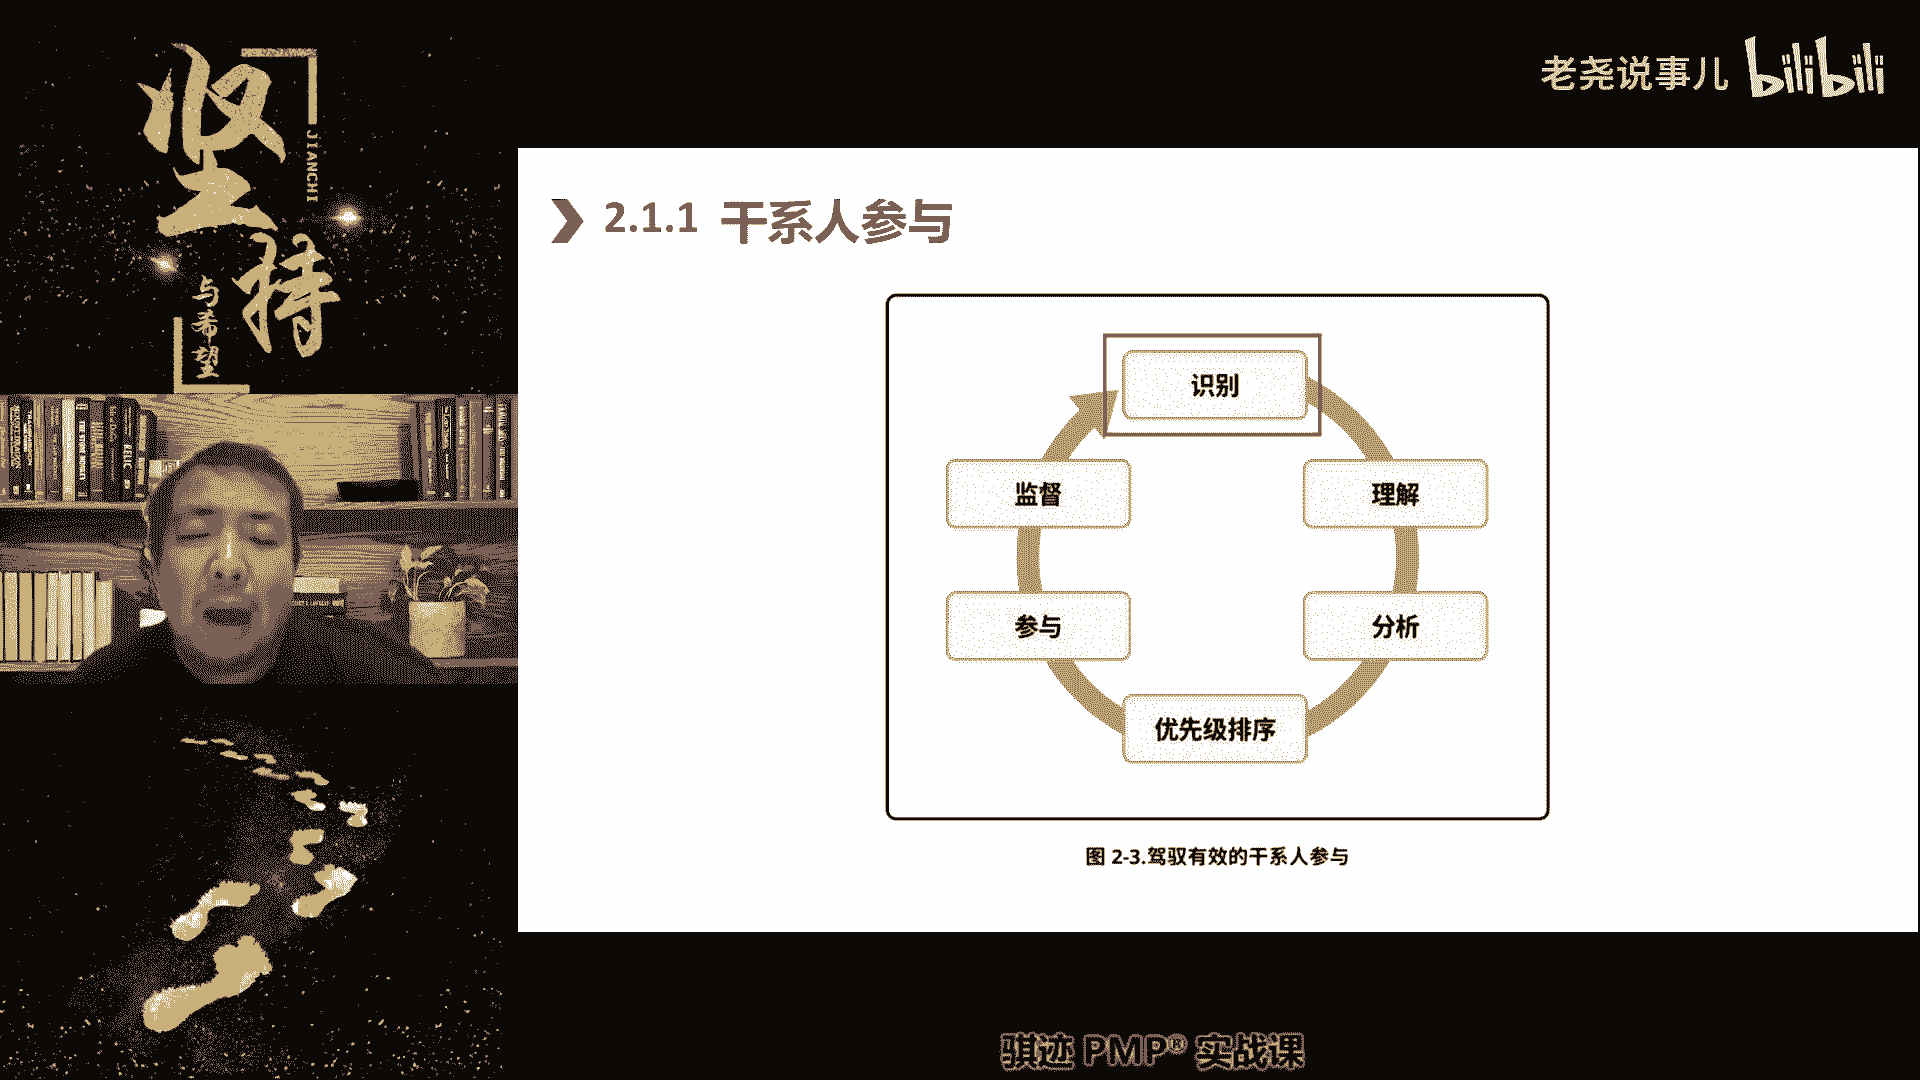 坚
持
JIANCHI
与希望
老尧说事儿 bilibili
2.1.1 干系人参与
识别
监督
理解
参与
分析
优先级排序
图 2-3.驾驭有效的干系人参与
骐迹 PMP® 实战课